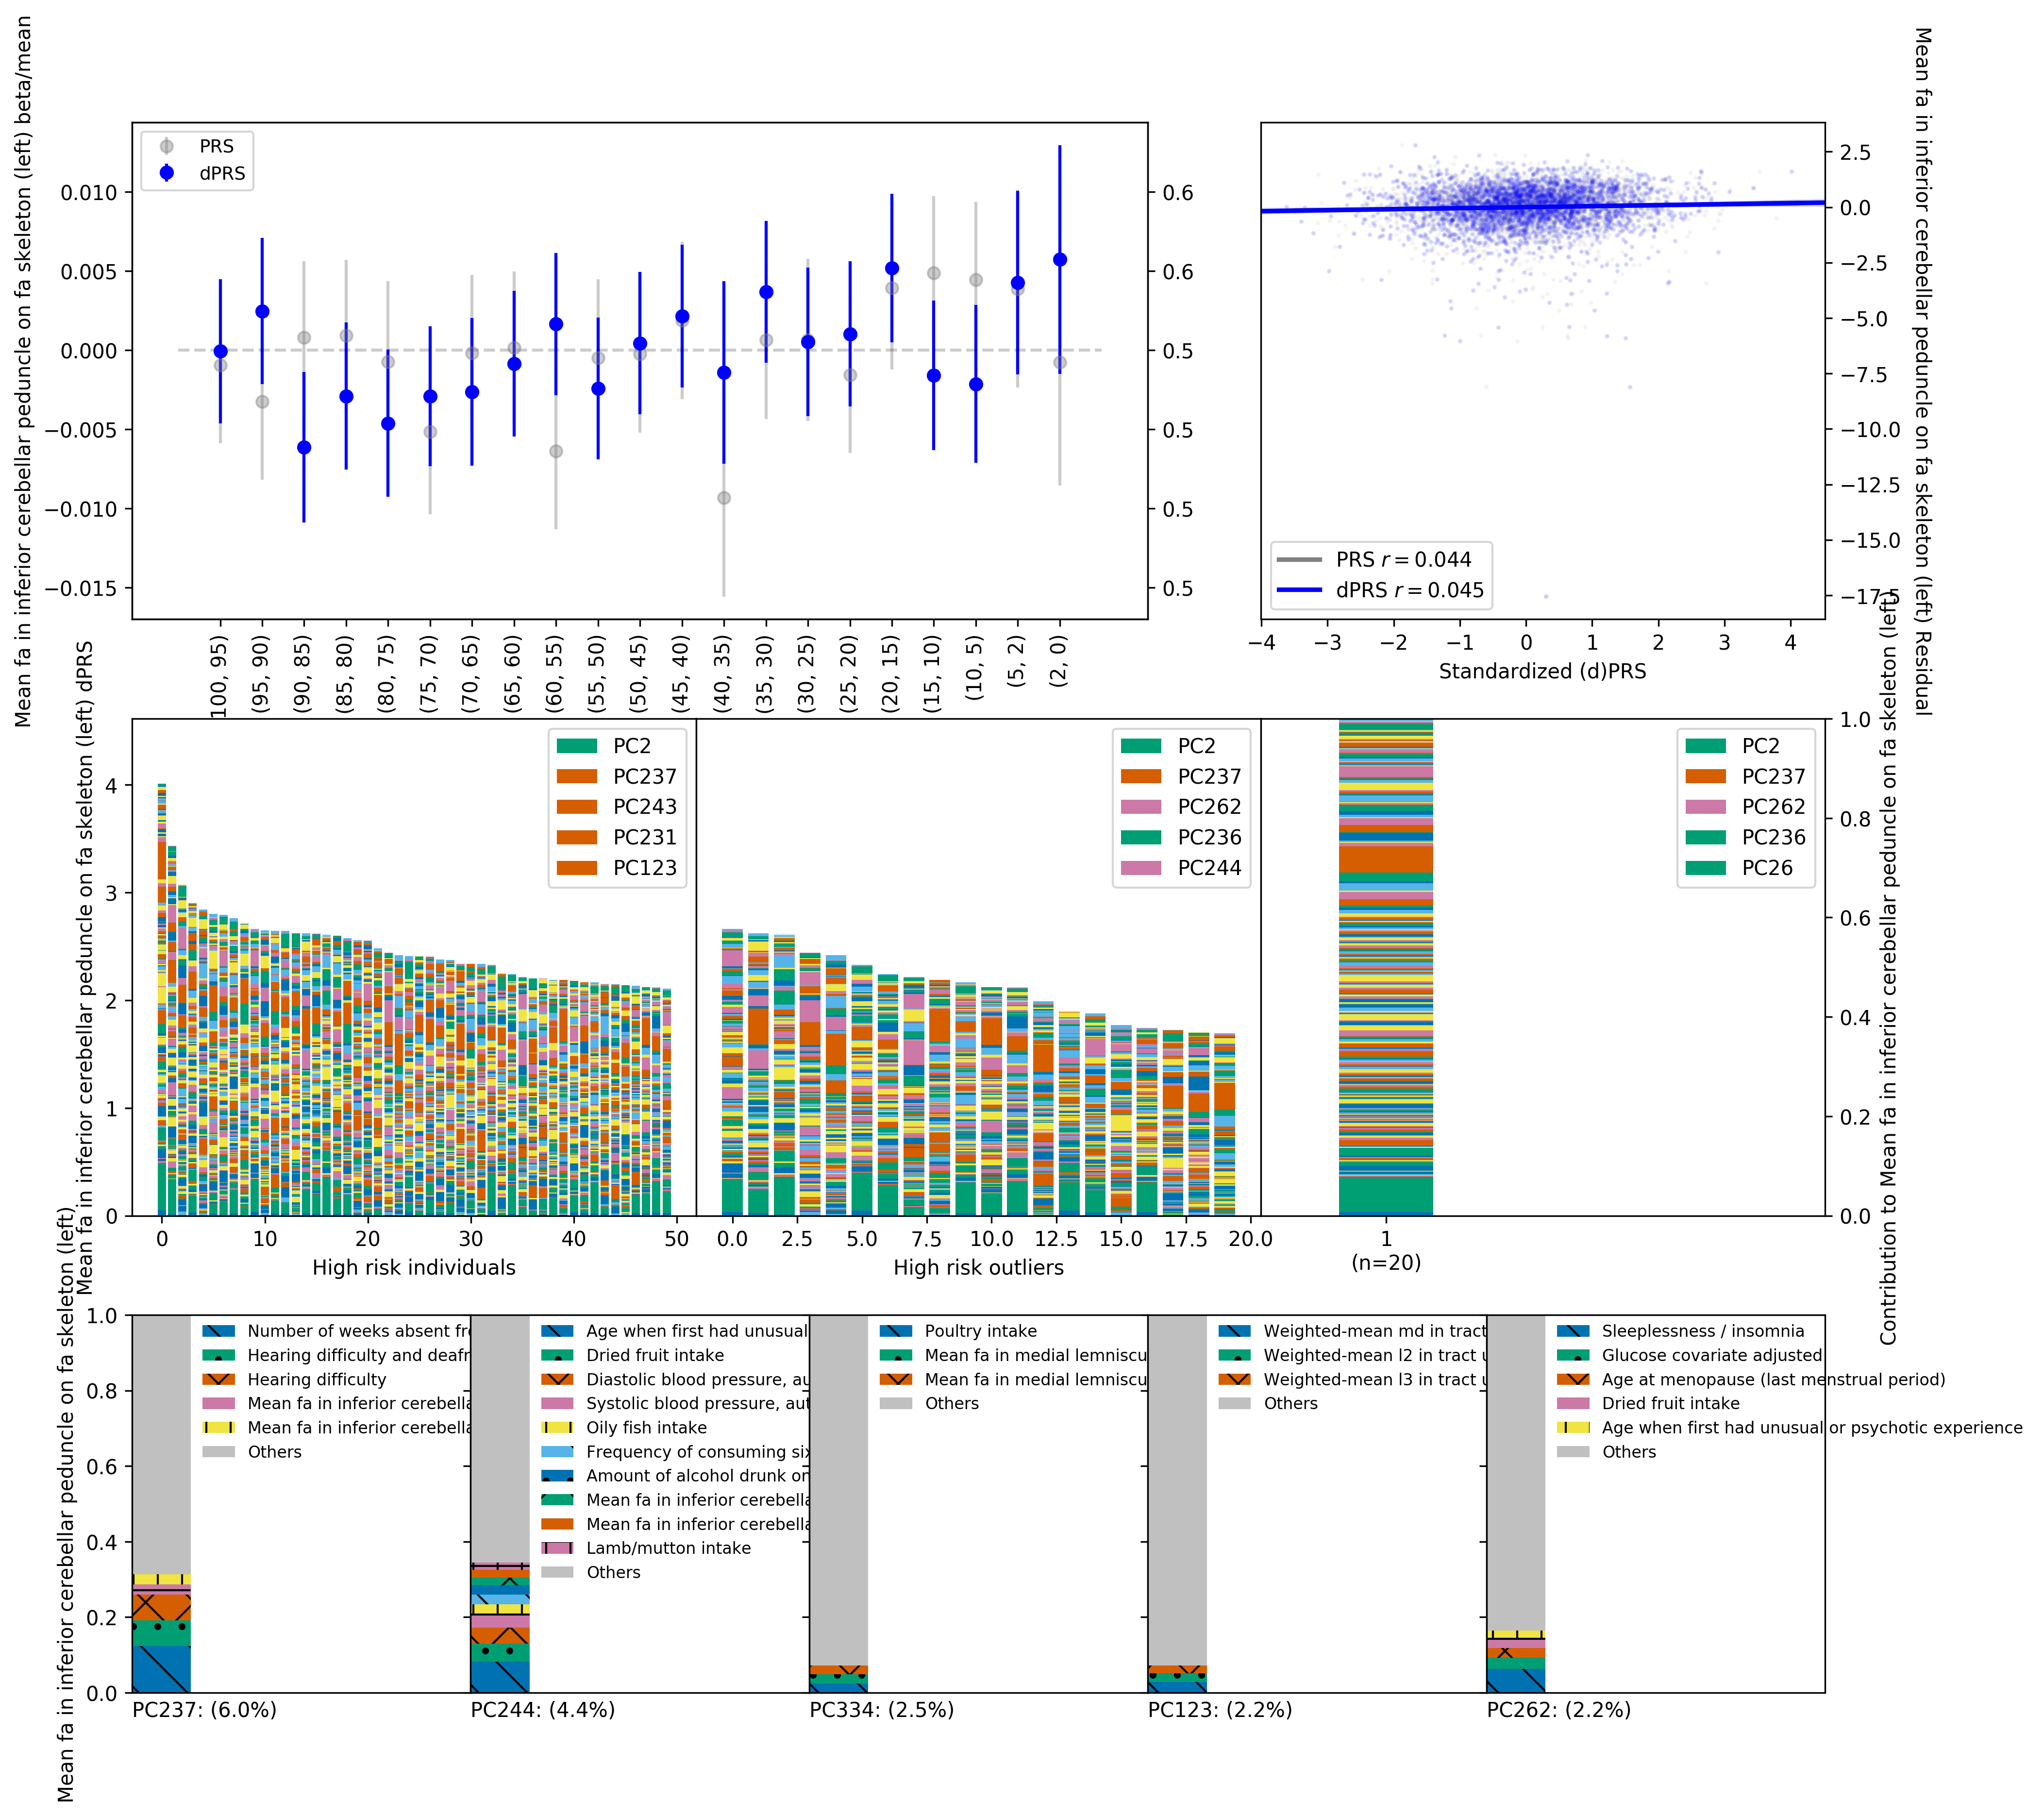 Mean fa in inferior cerebellar peduncle on fa skeleton (left) beta/mean
PRS
dPRS
0.010
0.005
0.000
−0.005
−0.010
−0.015
0.6
0.6
0.5
0.5
0.5
0.5
100, 95)
(95, 90)
(90, 85)
(85, 80)
(80, 75)
(75, 70)
(70, 65)
(65, 60)
(60, 55)
(55, 50)
(50, 45)
(45, 40)
(40, 35)
(35, 30)
(30, 25)
(25, 20)
(20, 15)
(15, 10)
(10, 5)
(5, 2)
(2, 0)
Mean fa in inferior cerebellar peduncle on fa skeleton (left) Residual
2.5
0.0
−2.5
−5.0
−7.5
−10.0
−12.5
−15.0
−17.5
PRS r = 0.044
dPRS r = 0.045
−4 −3 −2 −1 0 1 2 3 4
Standardized (d)PRS
Mean fa in inferior cerebellar peduncle on fa skeleton (left) dPRS
4
3
2
1
0
PC2
PC237
PC243
PC231
PC123
0 10 20 30 40 50
High risk individuals
PC2
PC237
PC262
PC236
PC244
0.0 2.5 5.0 7.5 10.0 12.5 15.0 17.5 20.0
High risk outliers
PC2
PC237
PC262
PC236
PC26
1
(n=20)
1.0
0.8
0.6
0.4
0.2
0.0
Contribution to Mean fa in inferior cerebellar peduncle on fa skeleton (left)
Mean fa in inferior cerebellar peduncle on fa skeleton (left)
1.0
0.8
0.6
0.4
0.2
0.0
Number of weeks absent fr
Hearing difficulty and deafr
Hearing difficulty
Mean fa in inferior cerebella
Mean fa in inferior cerebella
Others
PC237: (6.0%)
Age when first had unusual
Dried fruit intake
Diastolic blood pressure, au
Systolic blood pressure, aut
Oily fish intake
Frequency of consuming six
Amount of alcohol drunk on
Mean fa in inferior cerebella
Mean fa in inferior cerebella
Lamb/mutton intake
Others
PC244: (4.4%)
Poultry intake
Mean fa in medial lemniscu
Mean fa in medial lemniscu
Others
PC334: (2.5%)
Weighted-mean md in tract
Weighted-mean l2 in tract u
Weighted-mean l3 in tract u
Others
PC123: (2.2%)
Sleeplessness / insomnia
Glucose covariate adjusted
Age at menopause (last menstrual period)
Dried fruit intake
Age when first had unusual or psychotic experience
Others
PC262: (2.2%)